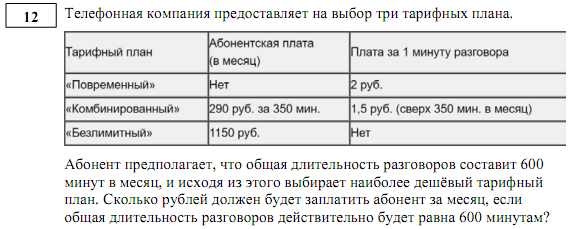 12
Телефонная компания предоставляет на выбор три тарифных плана.
Тарифный план | Абонентская плата (в месяц) | Плата за 1 минуту разговора
«Повременный» | Нет | 2 руб.
«Комбинированный» | 290 руб. за 350 мин. | 1,5 руб. (сверх 350 мин. в месяц)
«Безлимитный» | 1150 руб. | Нет
Абонент предполагает, что общая длительность разговоров составит 600
минут в месяц, и исходя из этого выбирает наиболее дешёвый тарифный
план. Сколько рублей должен будет заплатить абонент за месяц, если
общая длительность разговоров действительно будет равна 600 минутам?